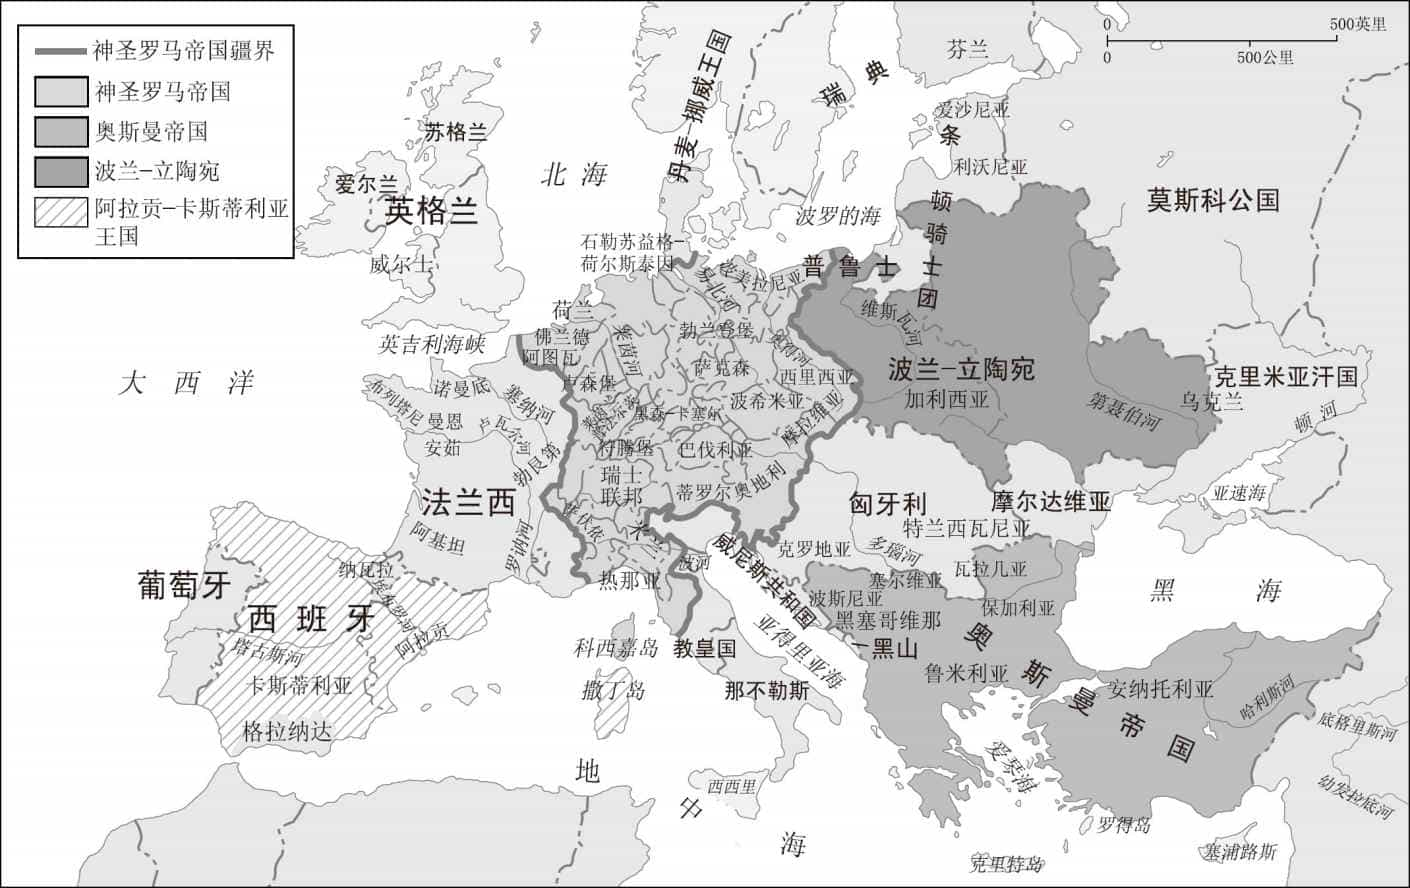 神圣罗马帝国疆界
神圣罗马帝国
奥斯曼帝国
波兰—立陶宛
阿拉贡—卡斯蒂利亚
王国
0 500英里
0 500公里
芬兰
瑞典
丹麦—挪威王国
爱沙尼亚
条顿骑士团
利沃尼亚
苏格兰
北海
爱尔兰
英格兰
莫斯科公国
波罗的海
威尔士
石勒苏益格—
荷尔斯泰因
易北河
波美拉尼亚
普鲁士
荷兰
维斯瓦河
佛兰德
阿图瓦
莱茵河
勃兰登堡
奥得河
英吉利海峡
大西洋
卢森堡
萨克森
西里西亚
波兰—立陶宛
加利西亚
克里米亚汗国
乌克兰
第聂伯河
顿河
布列塔尼
诺曼底
塞纳河
曼恩
卢瓦尔河
安茹
黑森—卡塞尔
波希米亚
摩拉维亚
符腾堡
巴伐利亚
勃艮第
瑞士
联邦
蒂罗尔
奥地利
法兰西
匈牙利
摩尔达维亚
亚速海
阿基坦
罗讷河
萨伏依
米兰
特兰西瓦尼亚
克罗地亚
多瑙河
波河
威尼斯共和国
热那亚
瓦拉几亚
塞尔维亚
葡萄牙
纳瓦拉
埃布罗河
西班牙
阿拉贡
波斯尼亚
黑塞哥维那
保加利亚
黑海
塔古斯河
科西嘉岛
教皇国
亚得里亚海
黑山
奥斯曼帝国
鲁米利亚
卡斯蒂利亚
撒丁岛
那不勒斯
安纳托利亚
哈利斯河
格拉纳达
底格里斯河
地中海
爱琴海
西西里
幼发拉底河
罗得岛
克里特岛
塞浦路斯